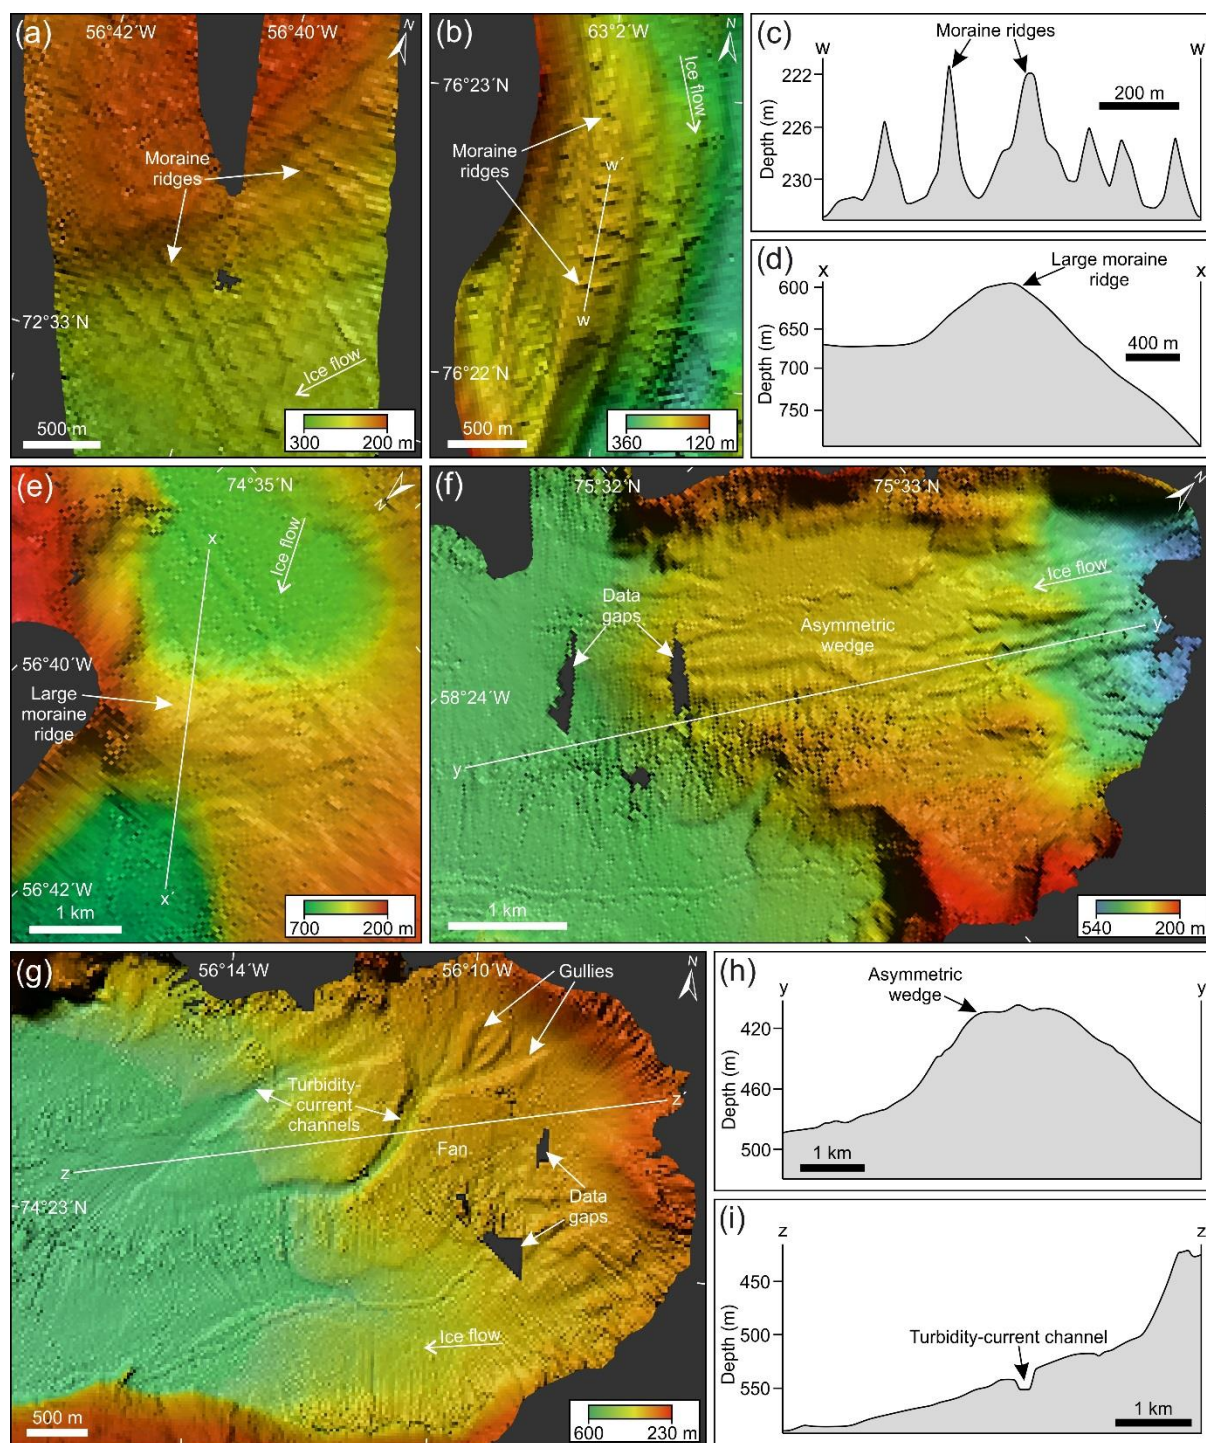 (a)
56°42´W
56°40´W
N
Moraine
ridges
72°33´N
Ice flow
500 m
300
200 m
(b)
63°2´W
N
76°23´N
Ice flow
Moraine
ridges
w´
w
76°22´N
500 m
360
120 m
(c)
w
Moraine ridges
w´
222
226
230
Depth (m)
200 m
(d)
x
Large moraine
ridge
x´
600
650
700
750
Depth (m)
400 m
(e)
74°35´N
N
x
Ice flow
56°40´W
Large
moraine
ridge
x´
56°42´W
1 km
700
200 m
(f)
75°32´N
75°33´N
N
Ice flow
Data
gaps
Asymmetric
wedge
y´
58°24´W
y
1 km
540
200 m
(g)
56°14´W
56°10´W
N
Gullies
Turbidity-
current
channels
z´
Fan
z
74°23´N
Data
gaps
Ice flow
500 m
600
230 m
(h)
y
Asymmetric
wedge
y´
420
460
500
Depth (m)
1 km
(i)
z
z´
450
500
550
Depth (m)
Turbidity-current channel
1 km